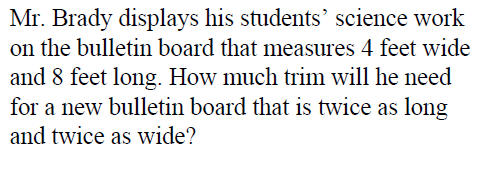 Mr. Brady displays his students’ science work
on the bulletin board that measures 4 feet wide
and 8 feet long. How much trim will he need
for a new bulletin board that is twice as long
and twice as wide?